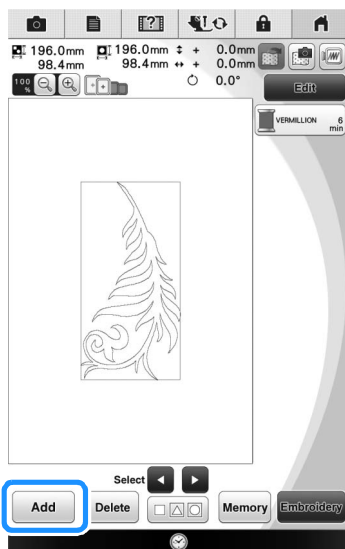 196.0mm 196.0mm + 0.0mm
98.4mm 98.4mm + 0.0mm
100 % 0.0°
Edit
VERMILLION 6 min
Select
Add Delete Memory Embroidery